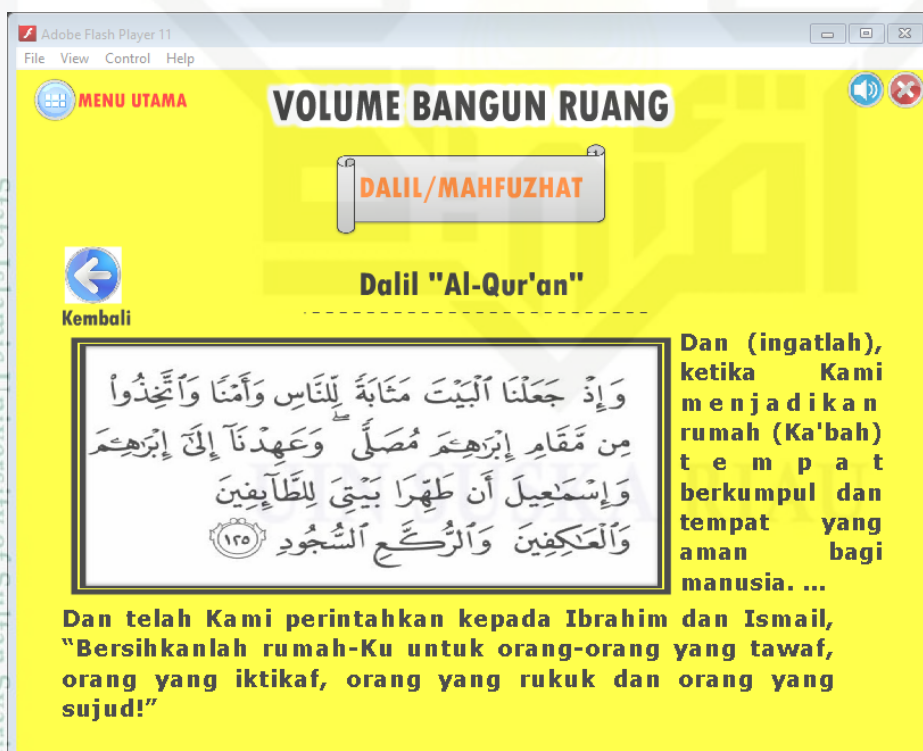 Adobe Flash Player 11
File View Control Help
MENU UTAMA
VOLUME BANGUN RUANG
DALIL/MAHFUZHAT
Kembali
Dalil "Al-Qur'an"
وَإِذْ جَعَلْنَا ٱلْبَيْتَ مَثَابَةً لِّلنَّاسِ وَأَمْنًا وَٱتَّخِذُوا۟
مِن مَّقَامِ إِبْرَٰهِـۧمَ مُصَلًّى ۖ وَعَهِدْنَآ إِلَىٰٓ إِبْرَٰهِـۧمَ
وَإِسْمَـٰعِيلَ أَن طَهِّرَا بَيْتِىَ لِلطَّآئِفِينَ
وَٱلْعَـٰكِفِينَ وَٱلرُّكَّعِ ٱلسُّجُودِ ١٢٥
Dan (ingatlah),
ketika Kami
menjadikan
rumah (Ka'bah)
tempat
berkumpul dan
tempat yang
aman bagi
manusia. ...
Dan telah Kami perintahkan kepada Ibrahim dan Ismail,
“Bersihkanlah rumah-Ku untuk orang-orang yang tawaf,
orang yang iktikaf, orang yang rukuk dan orang yang
sujud!”
UIN SUSKA RIAU